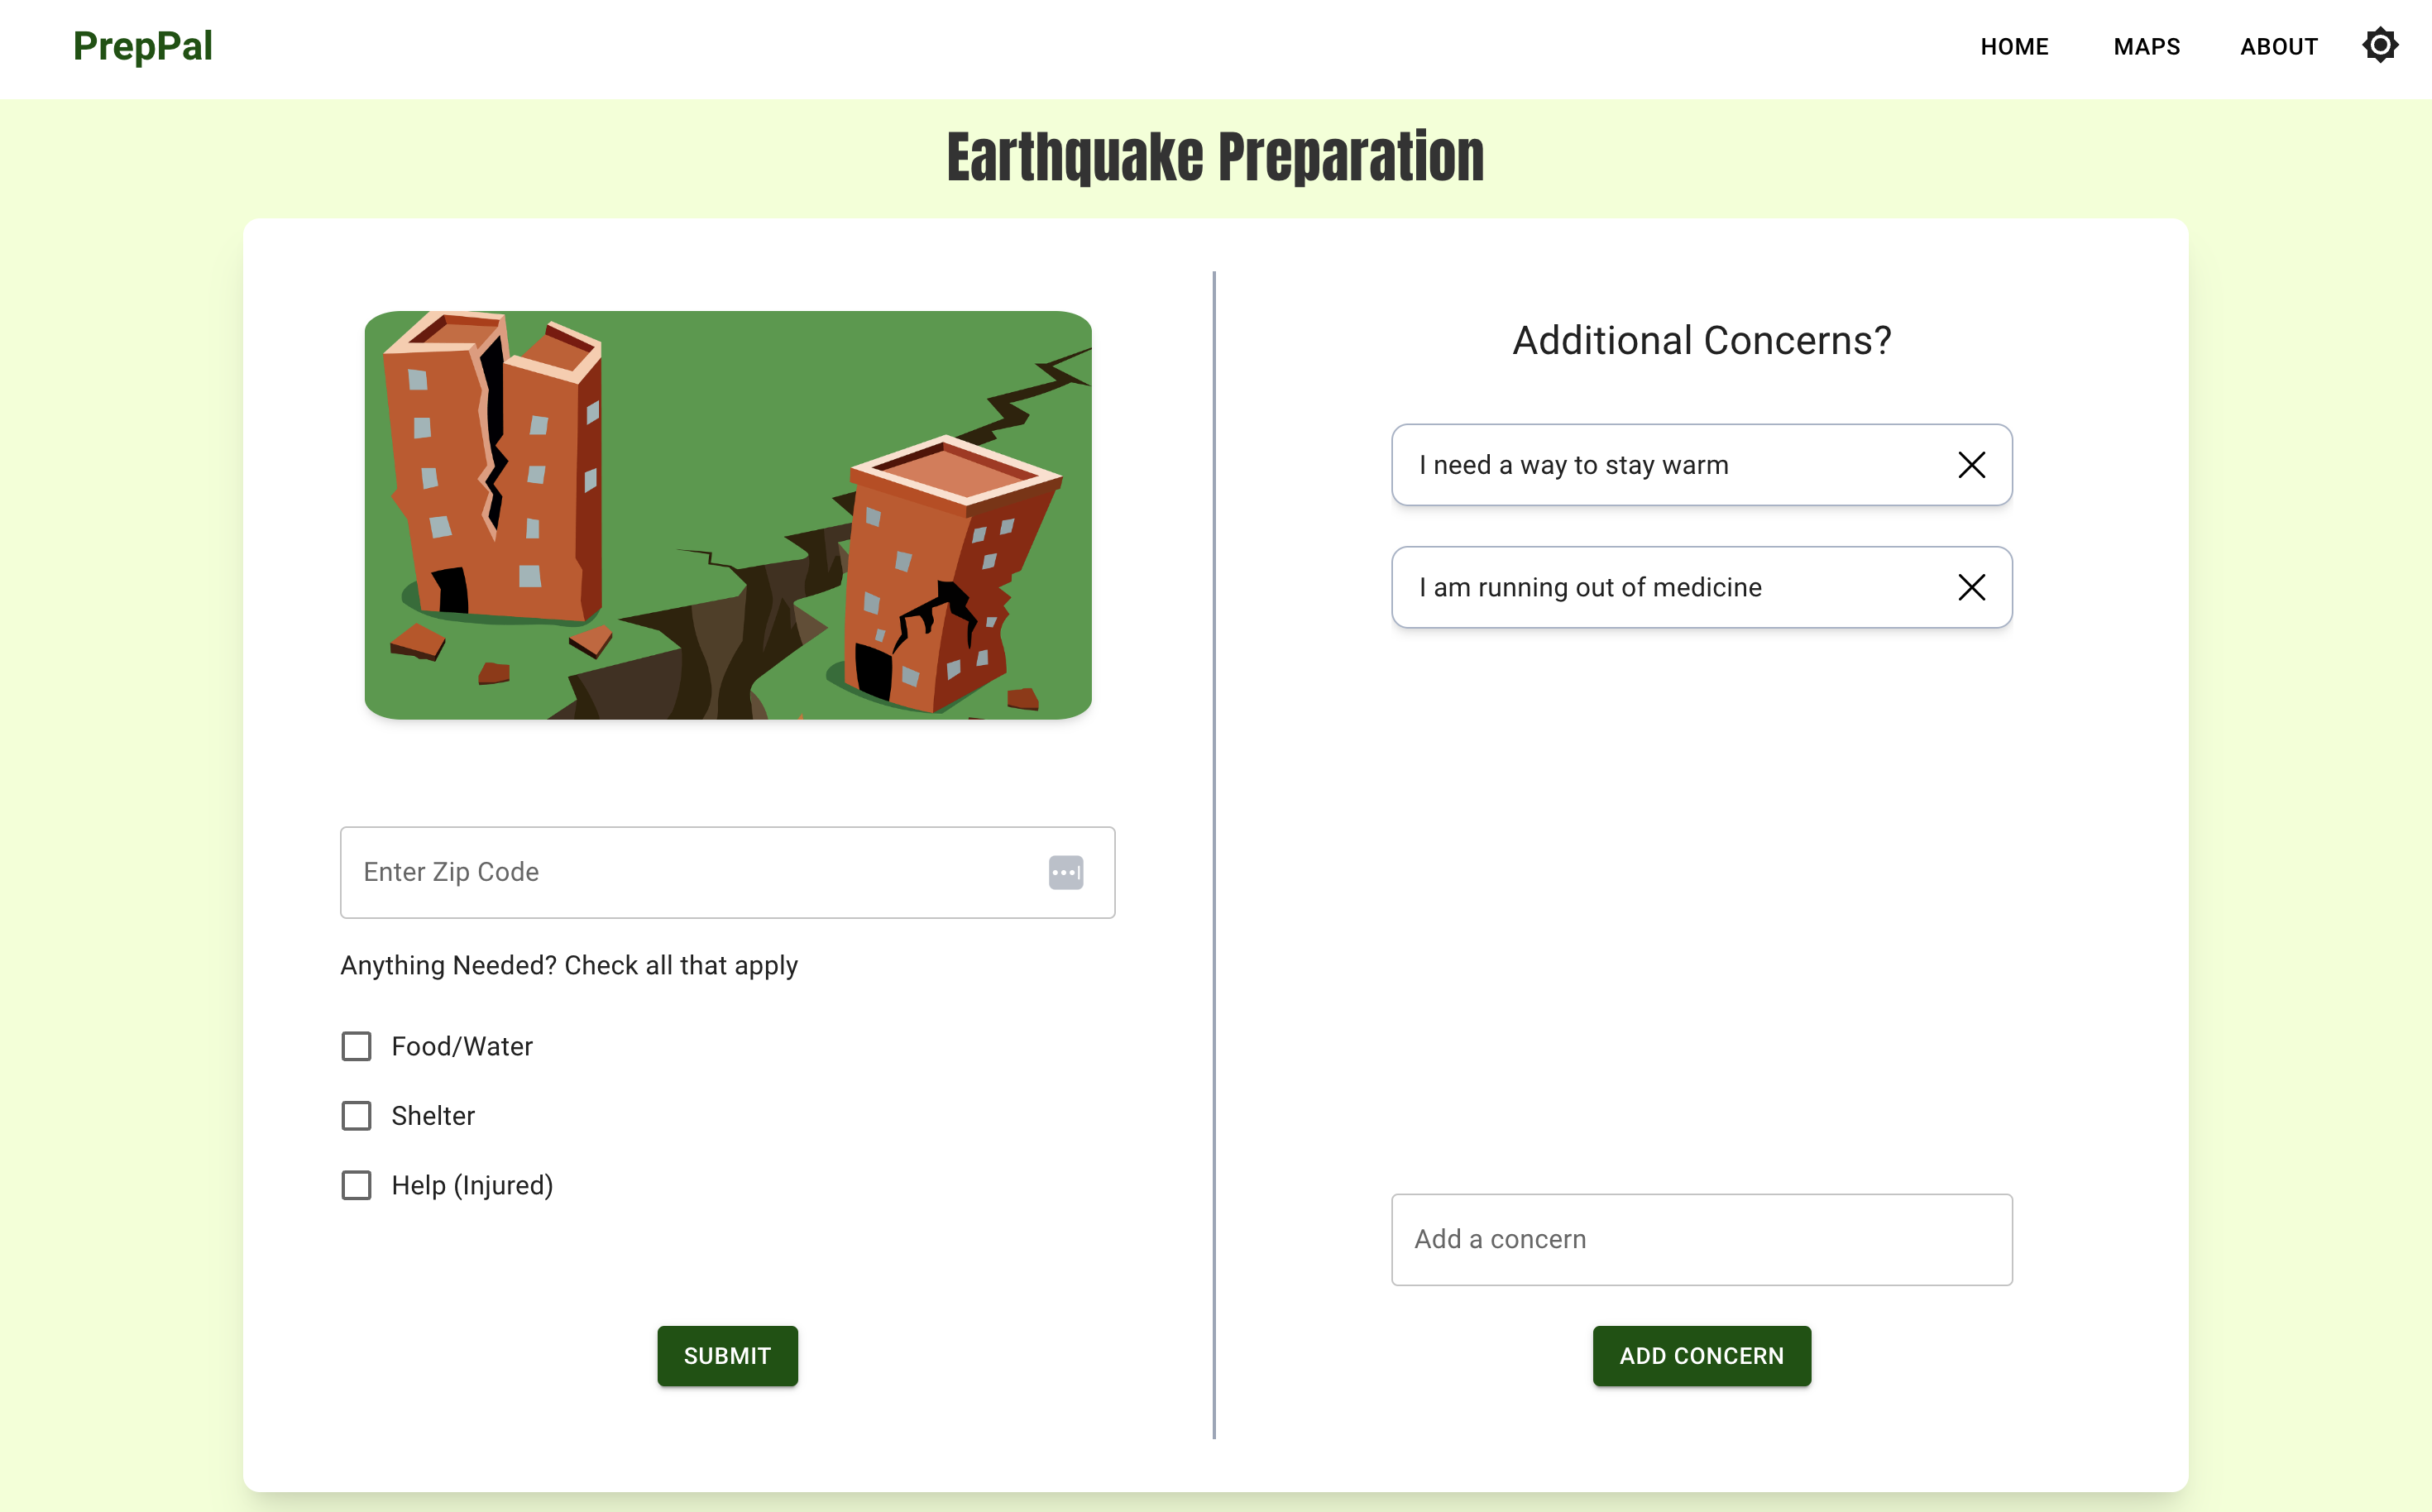 PrepPal
HOME
MAPS
ABOUT
Earthquake Preparation
Enter Zip Code
Anything Needed? Check all that apply
Food/Water
Shelter
Help (Injured)
SUBMIT
Additional Concerns?
I need a way to stay warm
I am running out of medicine
Add a concern
ADD CONCERN